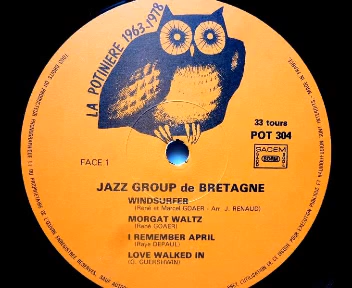 LA POTINIERE 1963/1978
33 tours
POT 304
FACE 1
SACEM
JAZZ GROUP de BRETAGNE
WINDSURFER
(René et Marcel GOAER - Arr. J. RENAUD)
MORGAT WALTZ
(René GOAER)
I REMEMBER APRIL
(Raye DEPAUL)
LOVE WALKED IN
(G. GUERSHWIN)